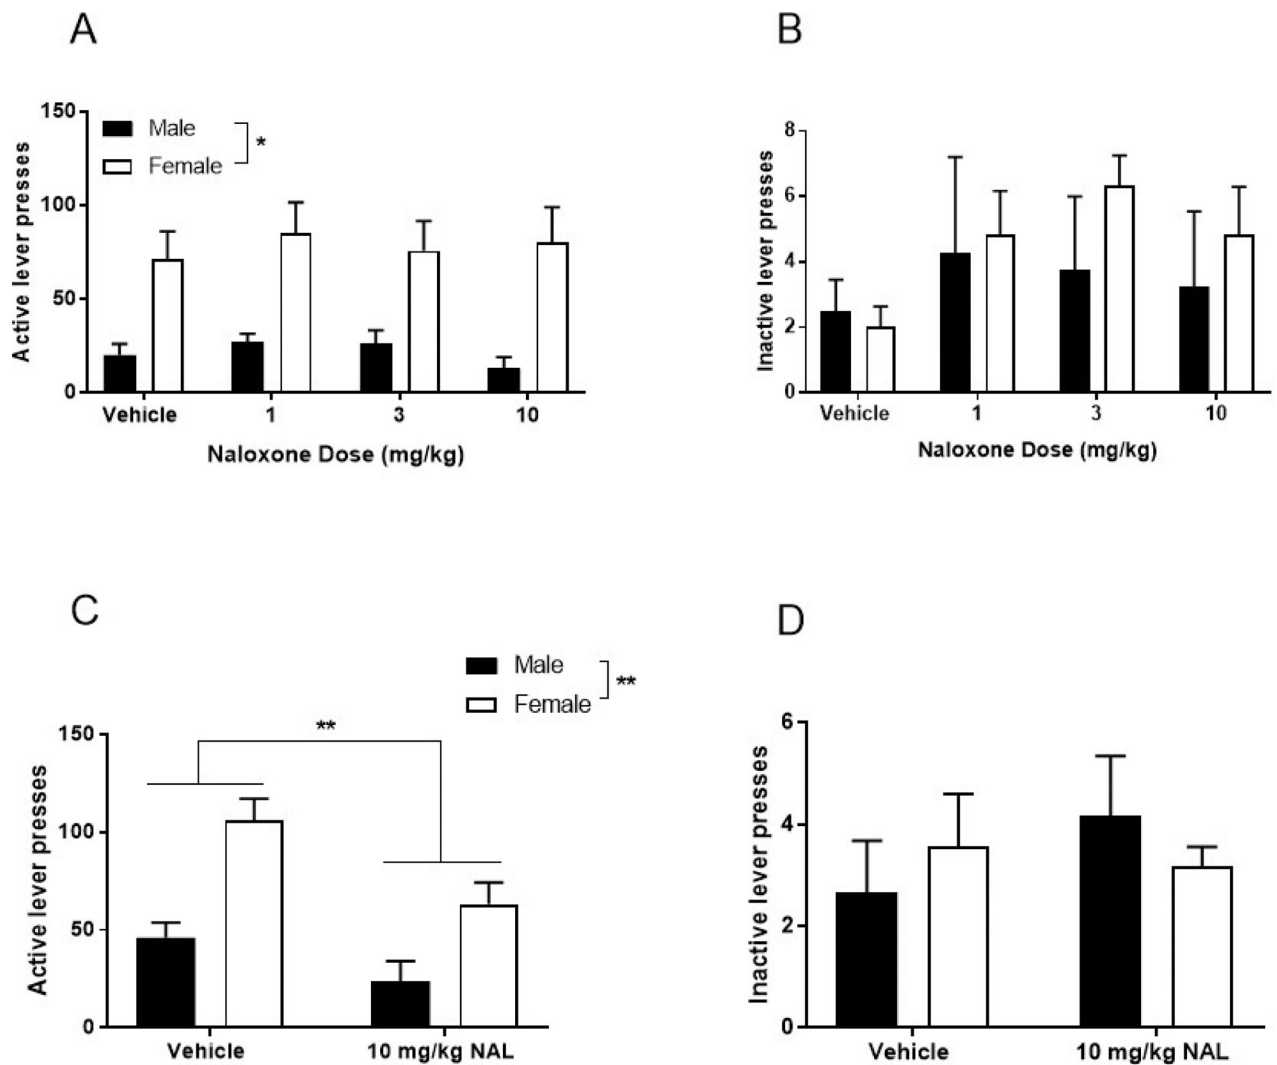 A
Active lever presses
150
100
50
0
Male
Female
*
Vehicle 1 3 10
Naloxone Dose (mg/kg)
B
Inactive lever presses
8
6
4
2
0
Vehicle 1 3 10
Naloxone Dose (mg/kg)
C
Male
Female
**
Active lever presses
150
100
50
0
**
Vehicle 10 mg/kg NAL
D
Inactive lever presses
6
4
2
0
Vehicle 10 mg/kg NAL